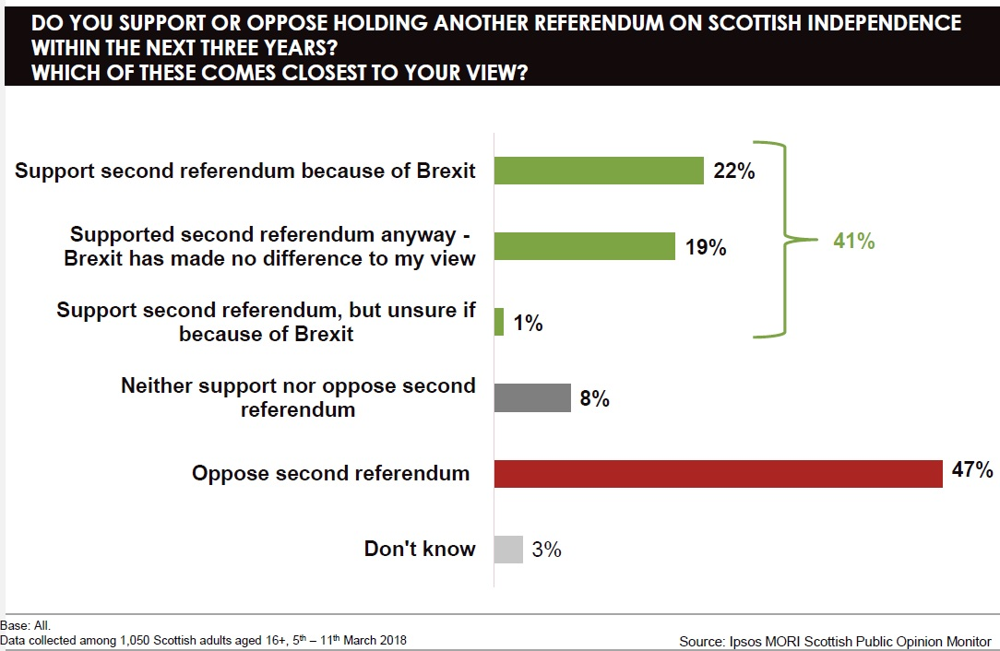 DO YOU SUPPORT OR OPPOSE HOLDING ANOTHER REFERENDUM ON SCOTTISH INDEPENDENCE
WITHIN THE NEXT THREE YEARS?
WHICH OF THESE COMES CLOSEST TO YOUR VIEW?
Support second referendum because of Brexit
22%
Supported second referendum anyway -
Brexit has made no difference to my view
19%
41%
Support second referendum, but unsure if
because of Brexit
1%
Neither support nor oppose second
referendum
8%
Oppose second referendum
47%
Don't know
3%
Base: All.
Data collected among 1,050 Scottish adults aged 16+, 5th – 11th March 2018
Source: Ipsos MORI Scottish Public Opinion Monitor